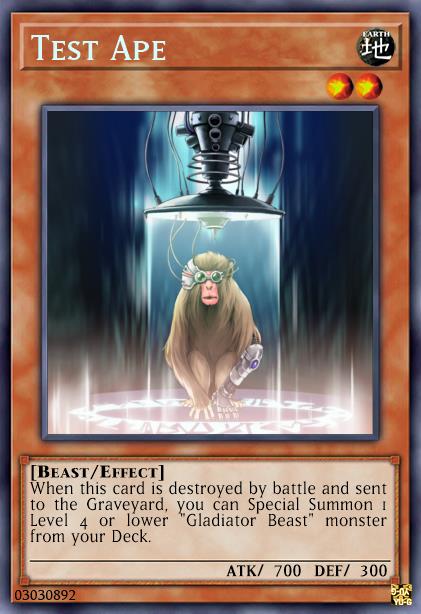 Test Ape
EARTH
地
[Beast/Effect]
When this card is destroyed by battle and sent
to the Graveyard, you can Special Summon 1
Level 4 or lower "Gladiator Beast" monster
from your Deck.
ATK/ 700 DEF/ 300
03030892